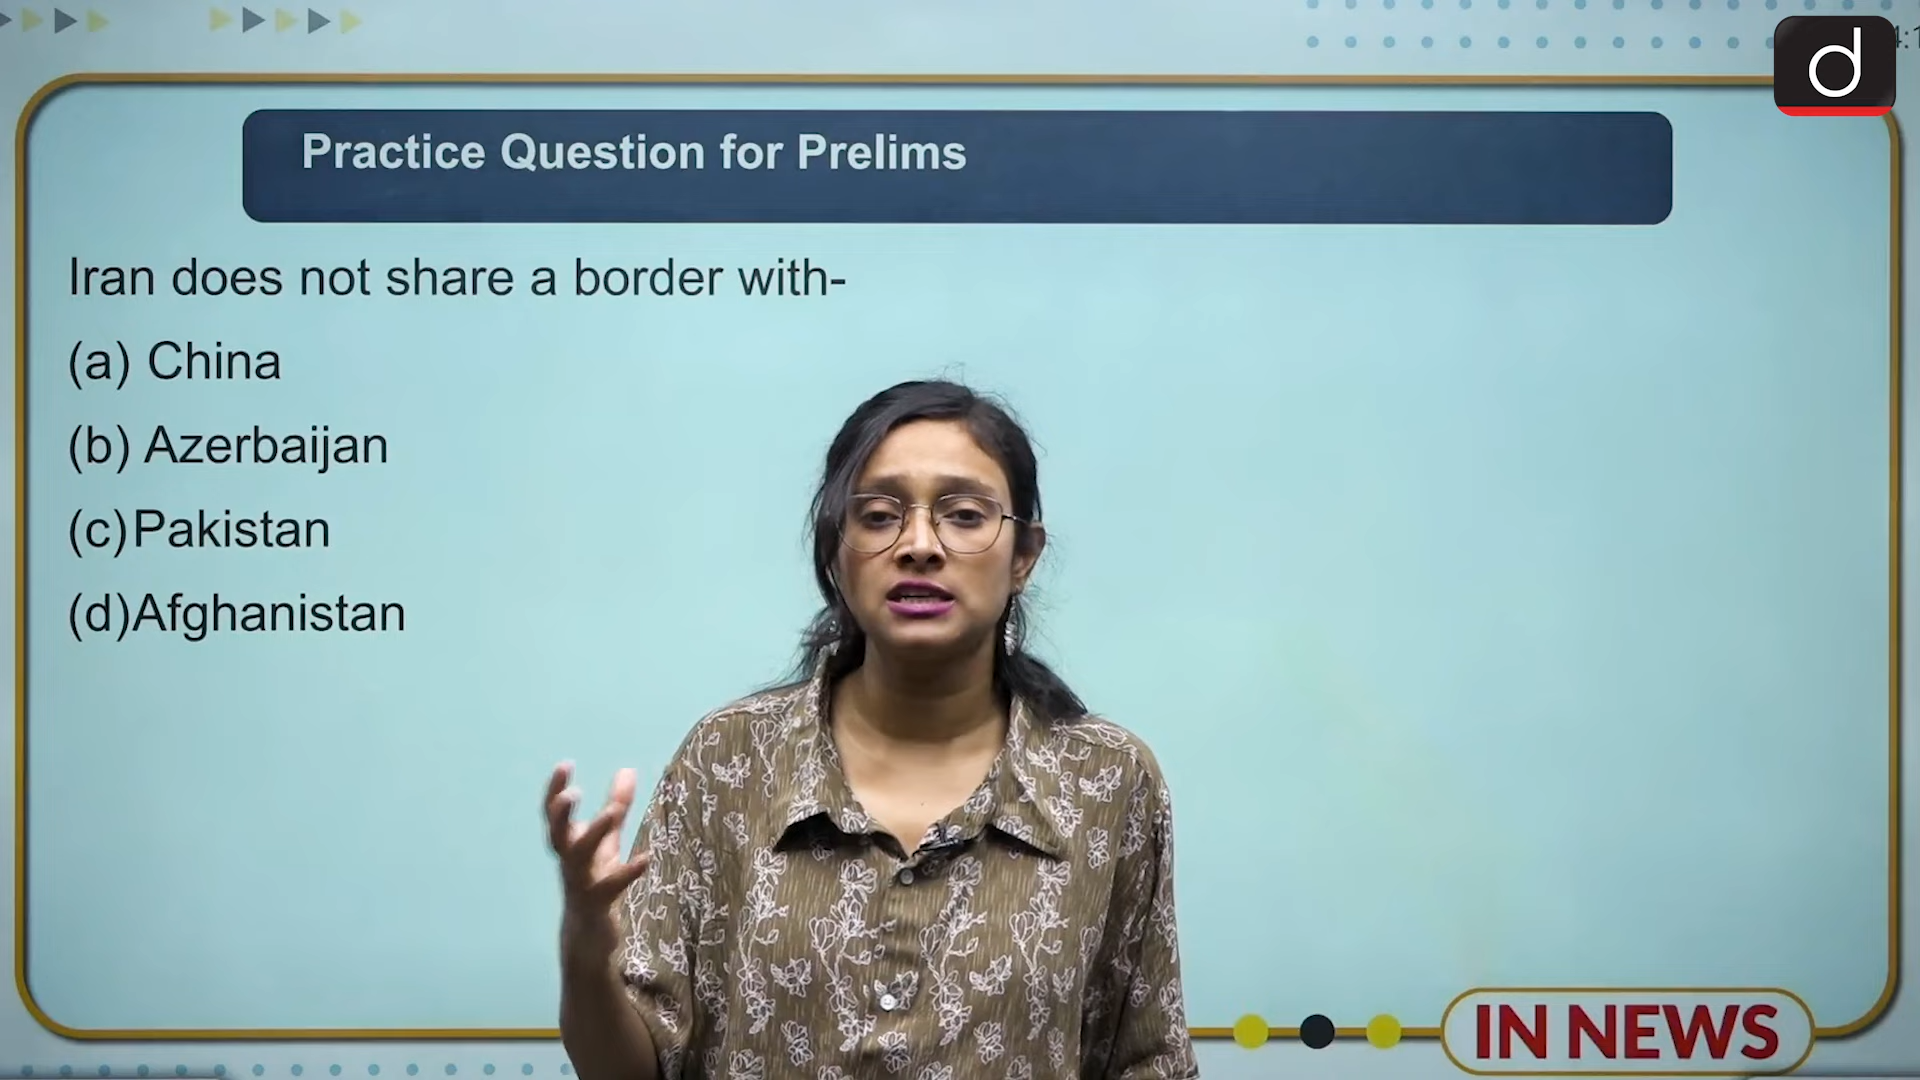 Practice Question for Prelims
Iran does not share a border with-
(a) China
(b) Azerbaijan
(c)Pakistan
(d)Afghanistan
d
IN NEWS